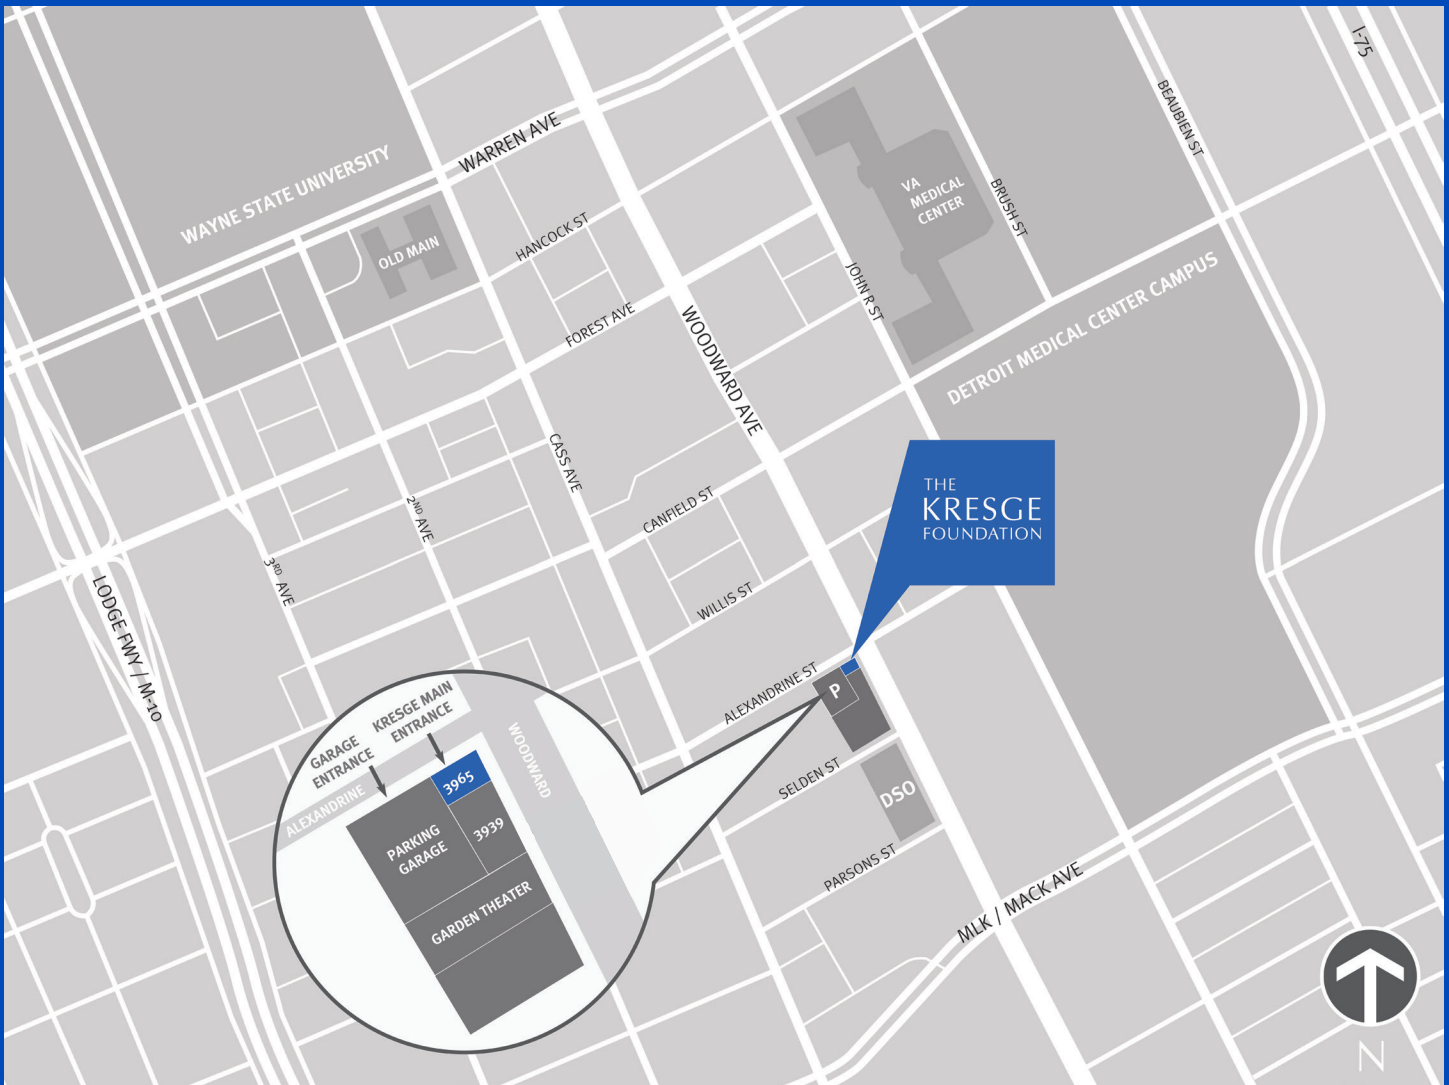 I-75
BEAUBIEN ST
WARREN AVE
WAYNE STATE UNIVERSITY
VA
MEDICAL
CENTER
BRUSH ST
OLD MAIN
HANCOCK ST
JOHN R ST
DETROIT MEDICAL CENTER CAMPUS
FOREST AVE
WOODWARD AVE
CASS AVE
THE
KRESGE
FOUNDATION
CANFIELD ST
2ND AVE
3RD AVE
WILLIS ST
LODGE FWY / M-10
ALEXANDRINE ST
P
SELDEN ST
DSO
PARSONS ST
MLK / MACK AVE
KRESGE MAIN
ENTRANCE
GARAGE
ENTRANCE
WOODWARD
ALEXANDRINE
3965
3939
PARKING
GARAGE
GARDEN THEATER
N